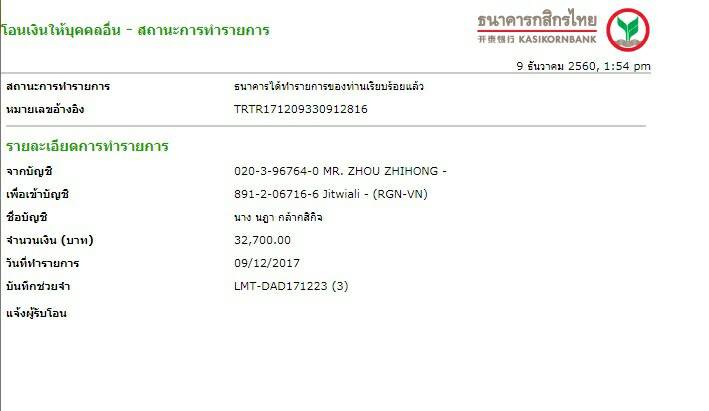 ธนาคารกสิกรไทย
开泰银行 KASIKORNBANK
โอนเงินให้บุคคลอื่น - สถานะการทำรายการ
9 ธันวาคม 2560, 1:54 pm
สถานะการทำรายการ ธนาคารได้ทำรายการของท่านเรียบร้อยแล้ว
หมายเลขอ้างอิง TRTR171209330912816
รายละเอียดการทำรายการ
จากบัญชี 020-3-96764-0 MR. ZHOU ZHIHONG -
เพื่อเข้าบัญชี 891-2-06716-6 Jitwiali - (RGN-VN)
ชื่อบัญชี นาง นฎา กล้ากสิกิจ
จำนวนเงิน (บาท) 32,700.00
วันที่ทำรายการ 09/12/2017
บันทึกช่วยจำ LMT-DAD171223 (3)
แจ้งผู้รับโอน